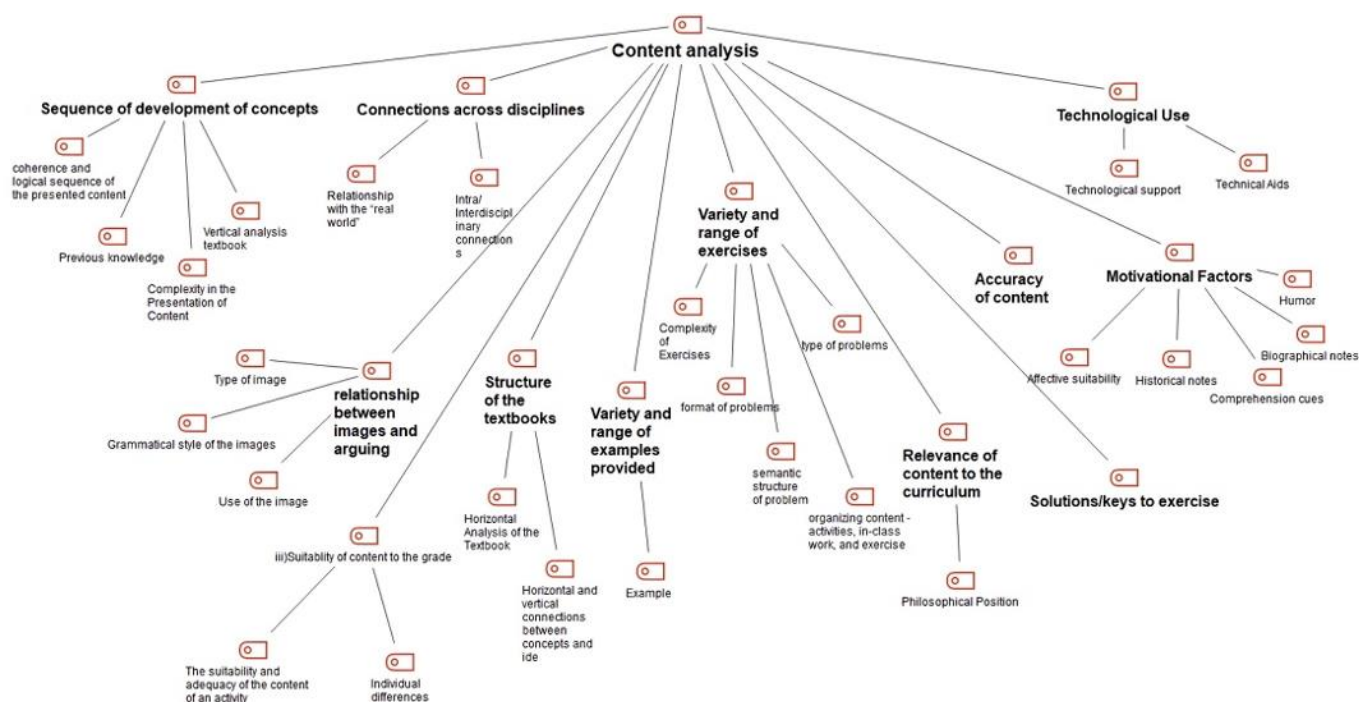 Content analysis
Sequence of development of concepts
coherence and
logical sequence of
the presented content
Previous knowledge
Complexity in the
Presentation of
Content
Vertical analysis
textbook
Connections across disciplines
Relationship
with the "real
world"
Intra/
Interdiscipl
inary
connection
s
relationship
between
images and
arguing
Type of image
Grammatical style of the images
Use of the image
iii)Suitablity of content to the grade
The suitability and
adequacy of the content
of an activity
Individual
differences
Structure
of the
textbooks
Horizontal
Analysis of the
Textbook
Horizontal and
vertical
connections
between
concepts and
ide
Variety and
range of
examples
provided
Example
Variety and
range of
exercises
Complexity
of
Exercises
format of problems
semantic
structure
of problem
organizing content -
activities, in-class
work, and exercise
type of problems
Relevance of
content to the
curriculum
Philosophical Position
Solutions/keys to exercise
Accuracy
of content
Motivational Factors
Affective suitability
Historical notes
Comprehension cues
Biographical notes
Humor
Technological Use
Technological support
Technical Aids